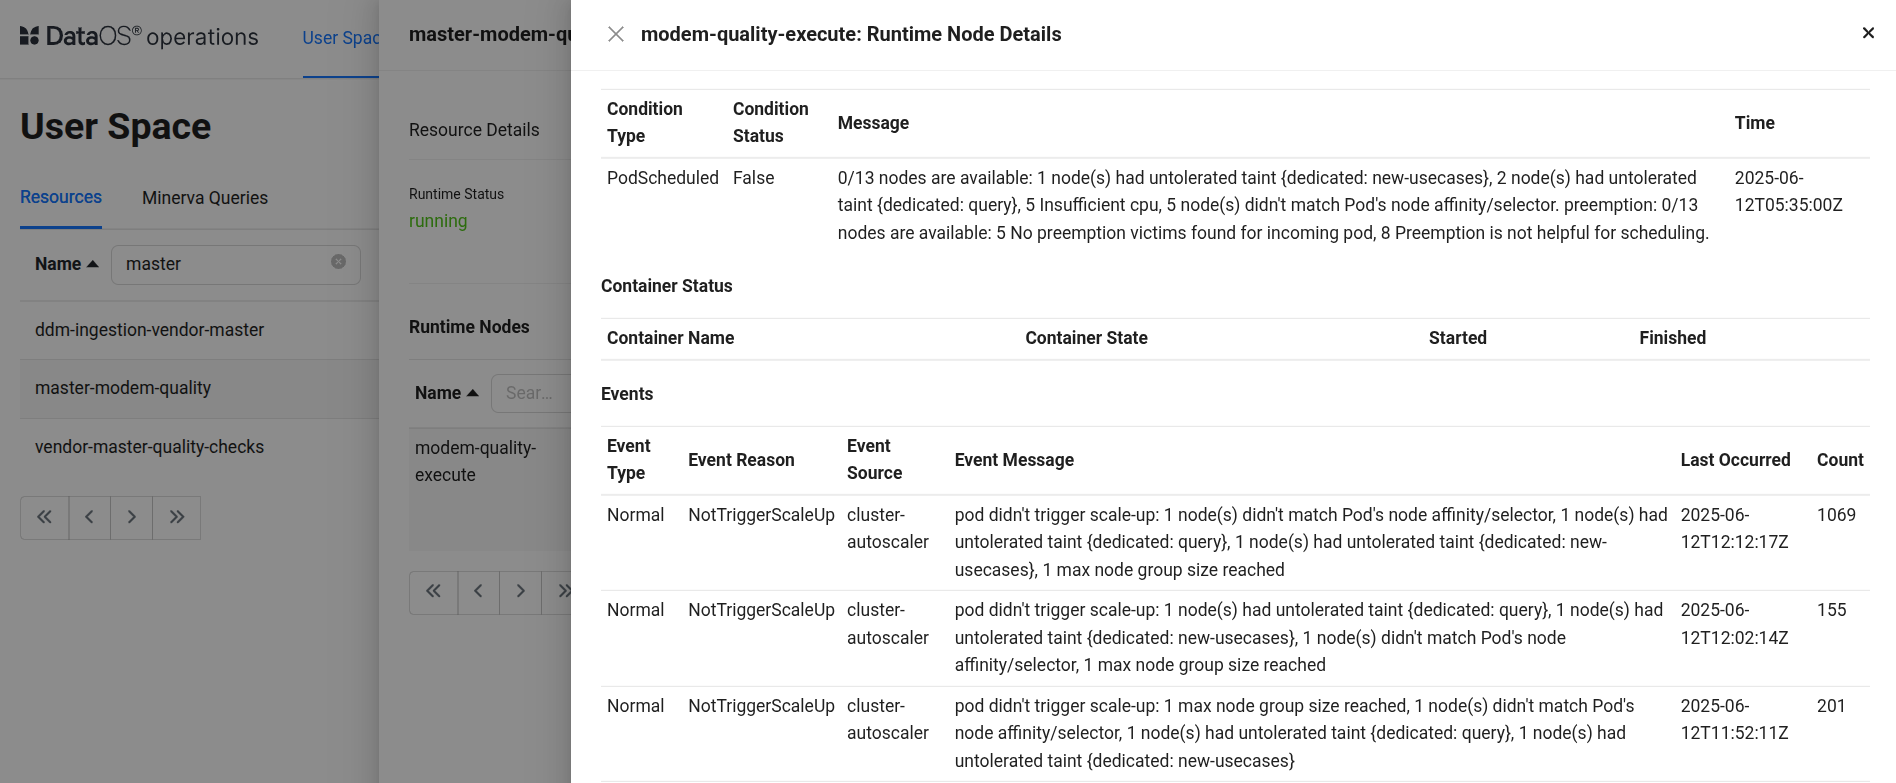 DataOS® operations
User Spac
User Space
Resources
Minerva Queries
Name
master
ddm-ingestion-vendor-master
master-modem-quality
vendor-master-quality-checks
master-modem-qu
Resource Details
Runtime Status
running
Runtime Nodes
Name
Sear...
modem-quality-
execute
modem-quality-execute: Runtime Node Details
Condition
Type
Condition
Status
Message
Time
PodScheduled
False
0/13 nodes are available: 1 node(s) had untolerated taint {dedicated: new-usecases}, 2 node(s) had untolerated
taint {dedicated: query}, 5 Insufficient cpu, 5 node(s) didn't match Pod's node affinity/selector. preemption: 0/13
nodes are available: 5 No preemption victims found for incoming pod, 8 Preemption is not helpful for scheduling.
2025-06-
12T05:35:00Z
Container Status
Container Name
Container State
Started
Finished
Events
Event
Type
Event Reason
Event
Source
Event Message
Last Occurred
Count
Normal
NotTriggerScaleUp
cluster-
autoscaler
pod didn't trigger scale-up: 1 node(s) didn't match Pod's node affinity/selector, 1 node(s) had
untolerated taint {dedicated: query}, 1 node(s) had untolerated taint {dedicated: new-
usecases}, 1 max node group size reached
2025-06-
12T12:12:17Z
1069
Normal
NotTriggerScaleUp
cluster-
autoscaler
pod didn't trigger scale-up: 1 node(s) had untolerated taint {dedicated: query}, 1 node(s) had
untolerated taint {dedicated: new-usecases}, 1 node(s) didn't match Pod's node
affinity/selector, 1 max node group size reached
2025-06-
12T12:02:14Z
155
Normal
NotTriggerScaleUp
cluster-
autoscaler
pod didn't trigger scale-up: 1 max node group size reached, 1 node(s) didn't match Pod's
node affinity/selector, 1 node(s) had untolerated taint {dedicated: query}, 1 node(s) had
untolerated taint {dedicated: new-usecases}
2025-06-
12T11:52:11Z
201